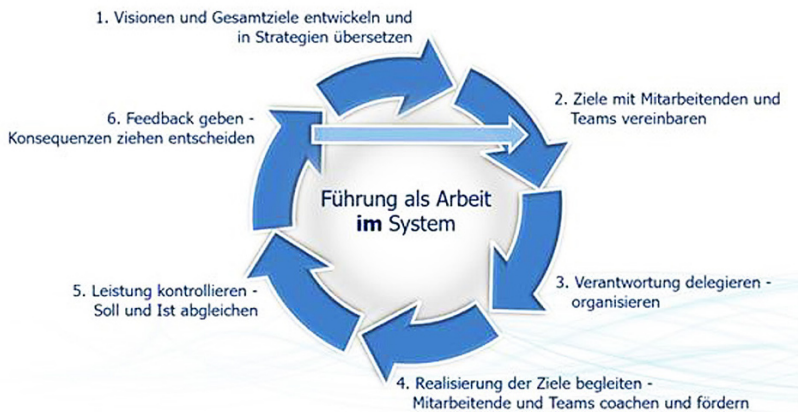 1. Visionen und Gesamtziele entwickeln und
in Strategien übersetzen
2. Ziele mit Mitarbeitenden und
Teams vereinbaren
3. Verantwortung delegieren -
organisieren
4. Realisierung der Ziele begleiten -
Mitarbeitende und Teams coachen und fördern
5. Leistung kontrollieren -
Soll und Ist abgleichen
6. Feedback geben -
Konsequenzen ziehen entscheiden
Führung als Arbeit
im System